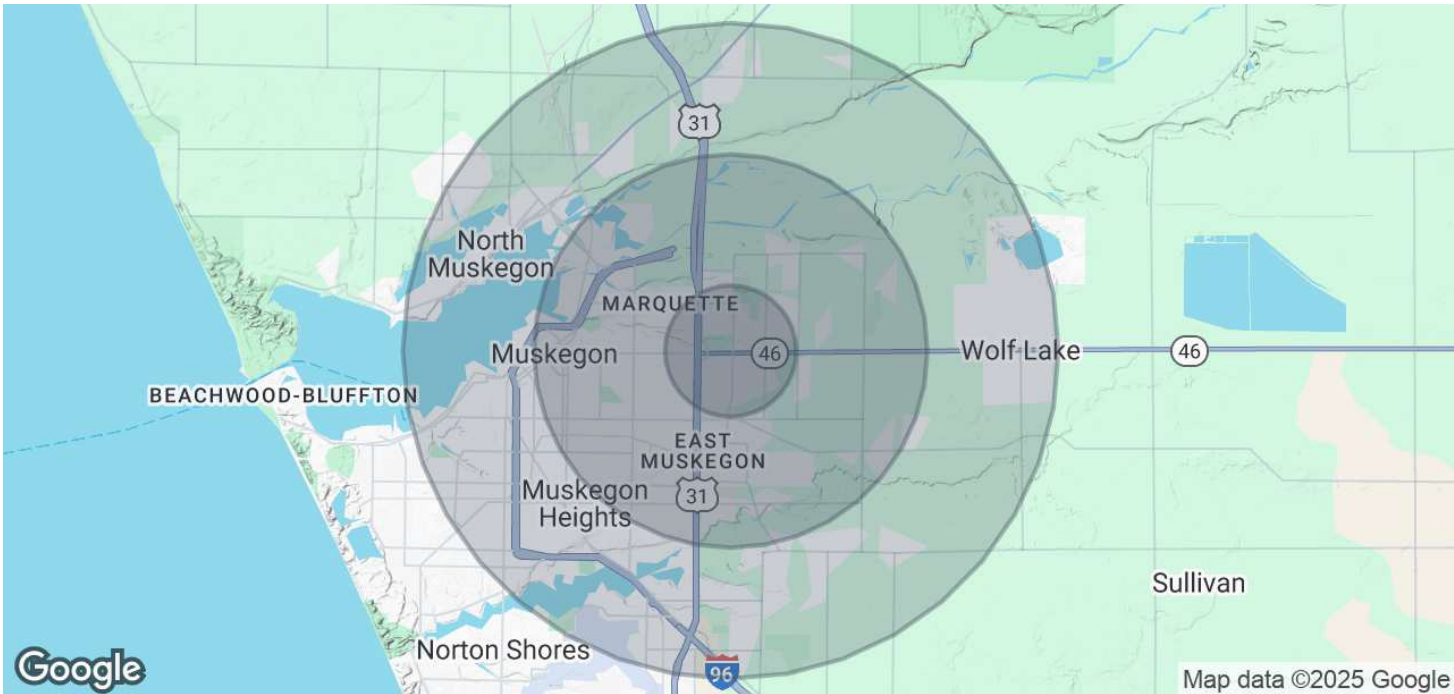 31
North
Muskegon
MARQUETTE
Muskegon
46
Wolf Lake
46
BEACHWOOD-BLUFFTON
EAST
MUSKEGON
Muskegon
Heights
31
Sullivan
Norton Shores
96
Google
Map data ©2025 Google